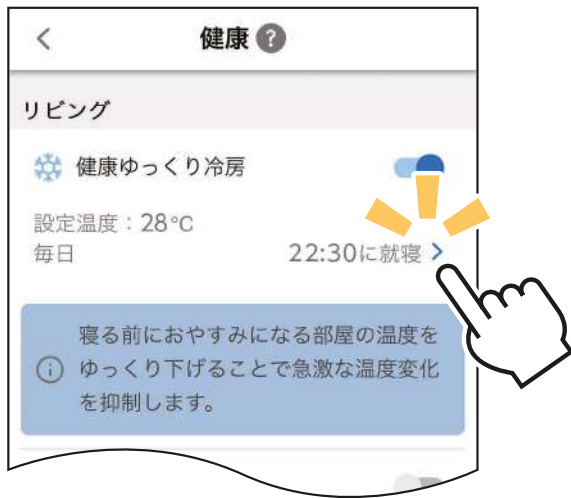 健康 ?
リビング
健康ゆっくり冷房
設定温度：28℃
毎日 22:30に就寝
寝る前におやすみになる部屋の温度を
ゆっくり下げることで急激な温度変化
を抑制します。